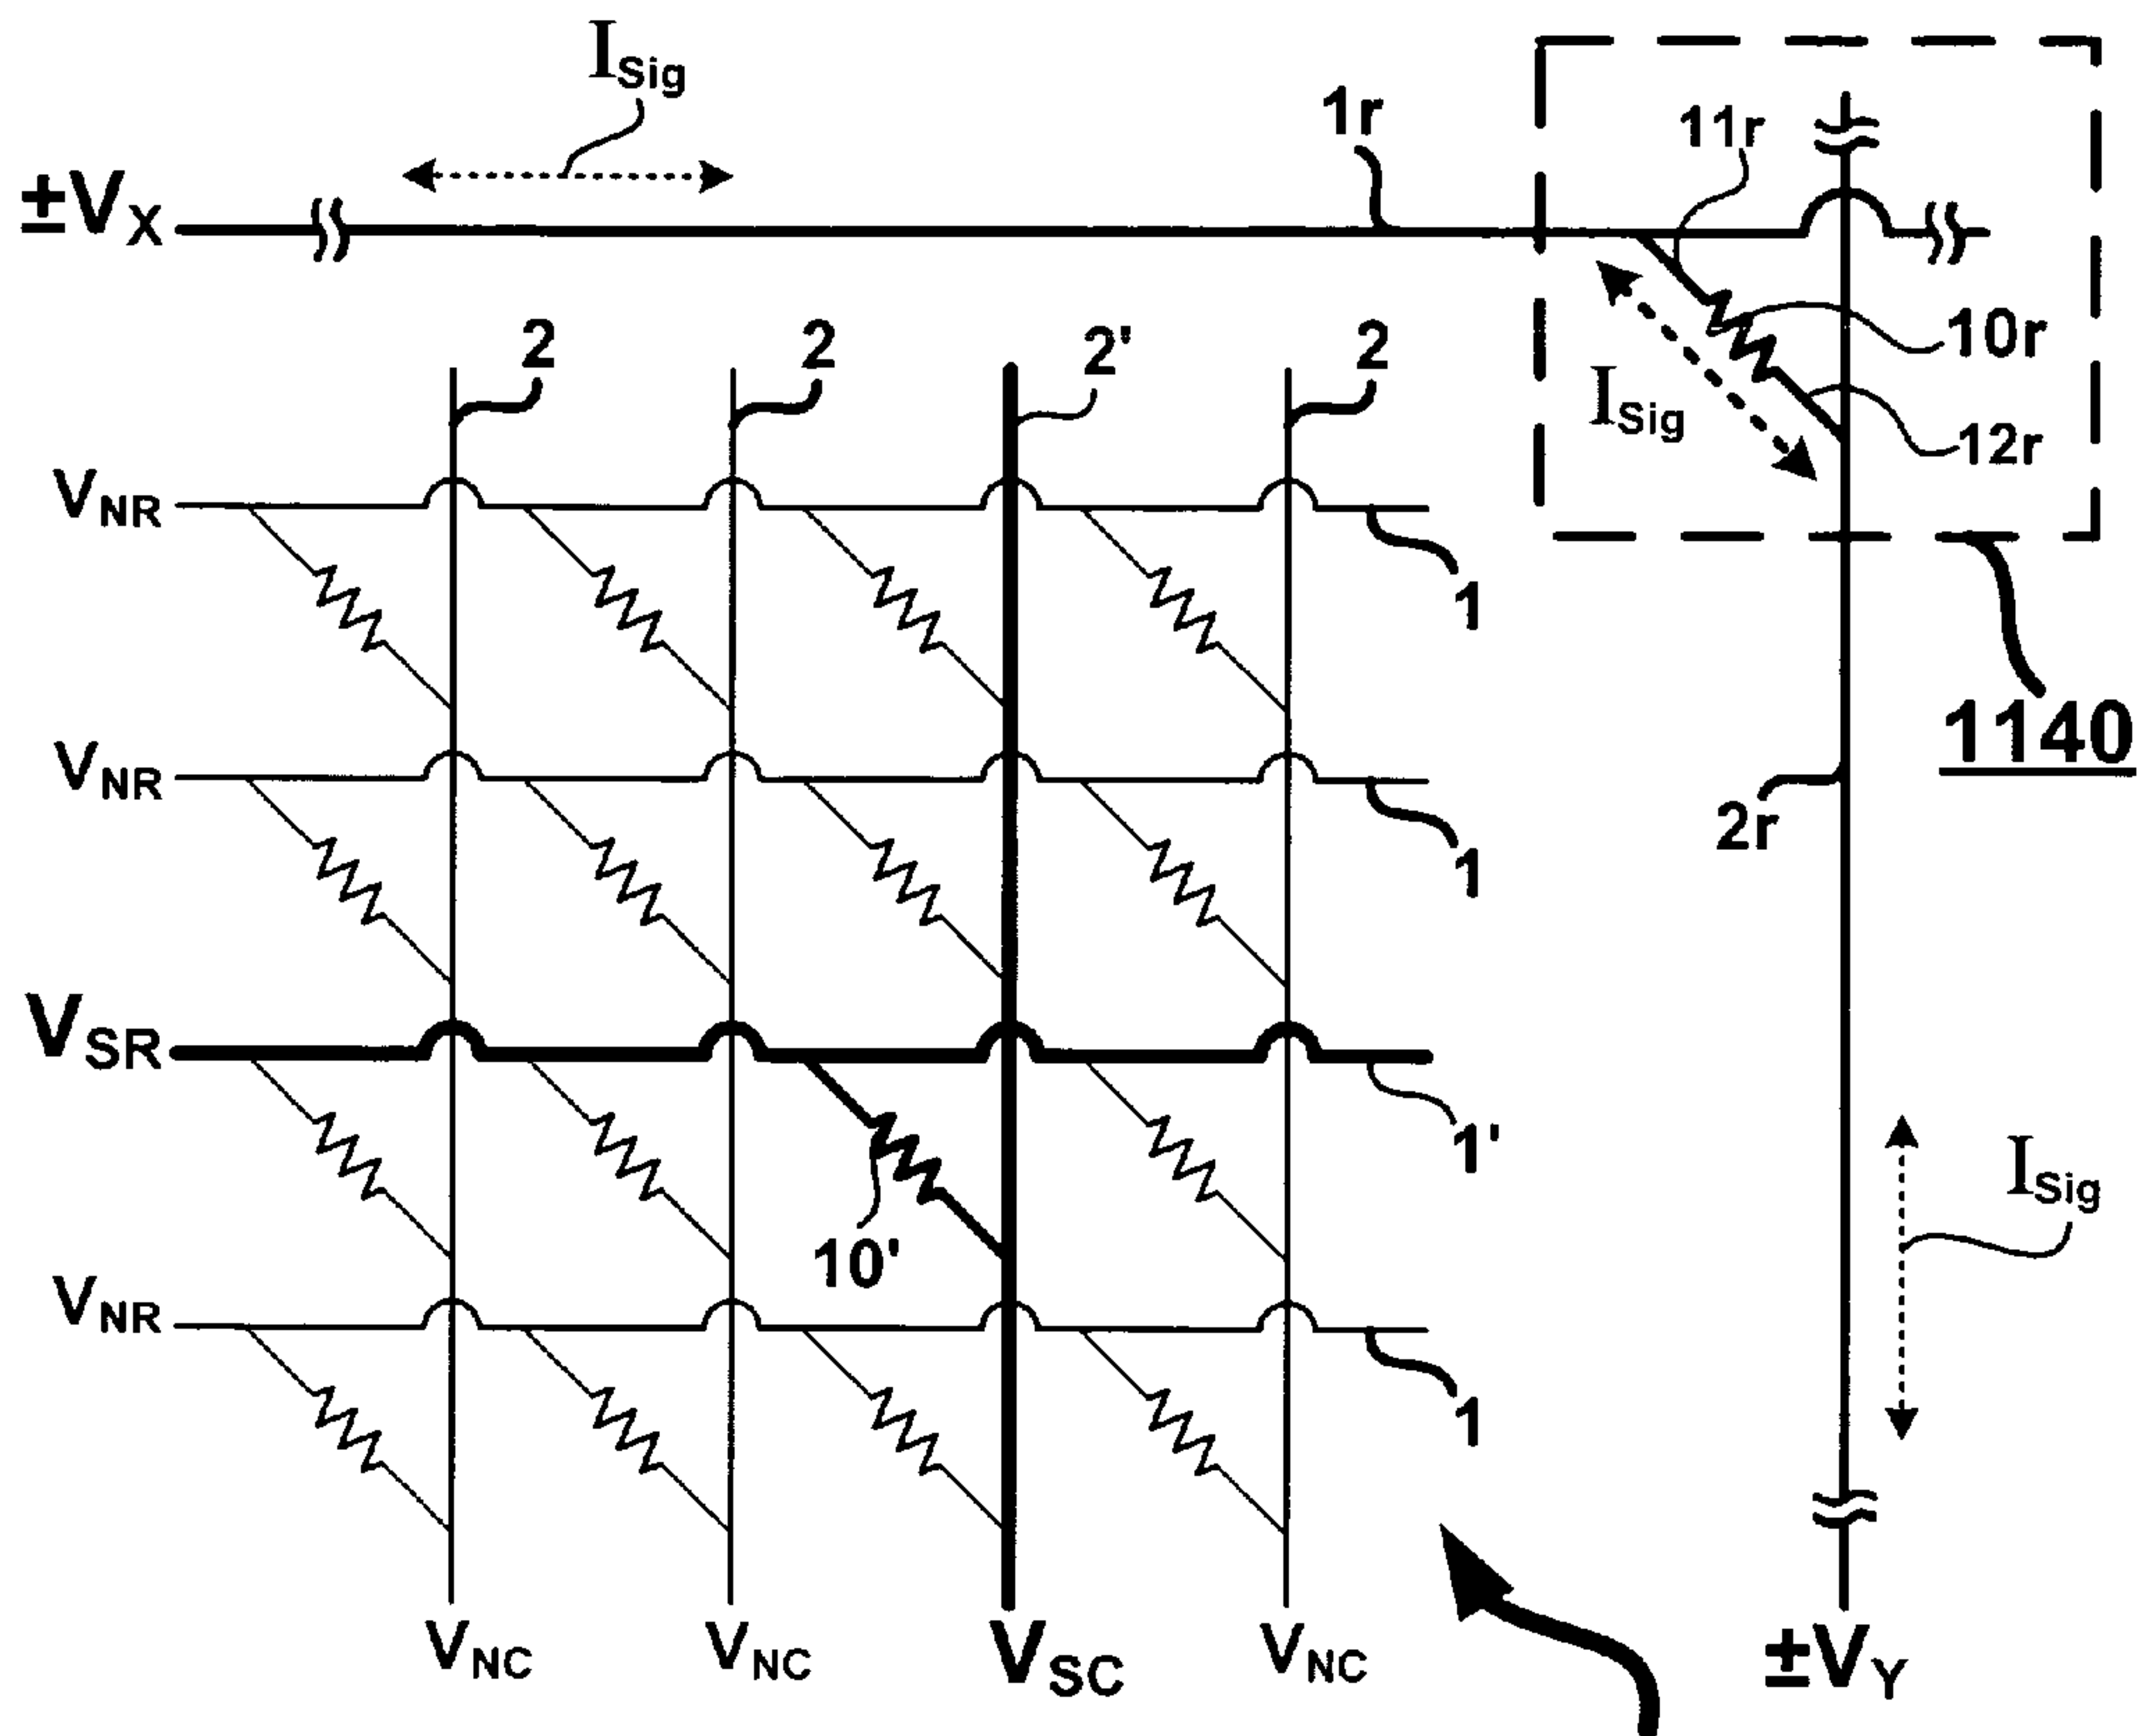 I_Sig
1r
11r
±V_X
10r
2
2
2'
2
I_Sig
12r
V_NR
1
1140
V_NR
2r
1
V_SR
1'
I_Sig
10'
V_NR
1
V_NC
V_NC
V_SC
V_NC
±V_Y